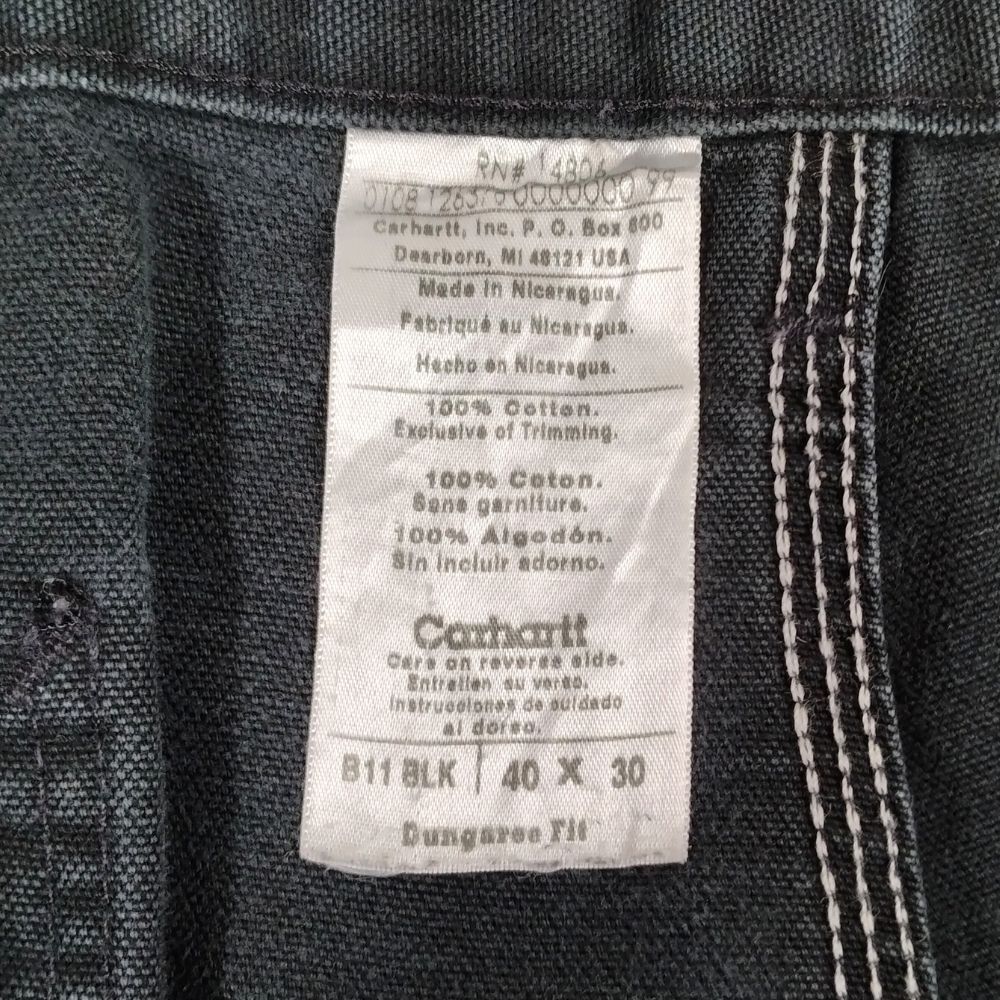 RN# 14806
Carhartt, Inc. P. O. Box 600
Dearborn, MI 48121 USA
Made in Nicaragua.
Fabriqué au Nicaragua.
Hecho en Nicaragua.
100% Cotton.
Exclusive of Trimming.
100% Coton.
Sans garniture.
100% Algodón.
Sin incluir adorno.
Carhartt
Care on reverse side.
Entretien au verso.
Instrucciones de cuidado
al dorso.
B11 BLK | 40 X 30
Dungaree Fit